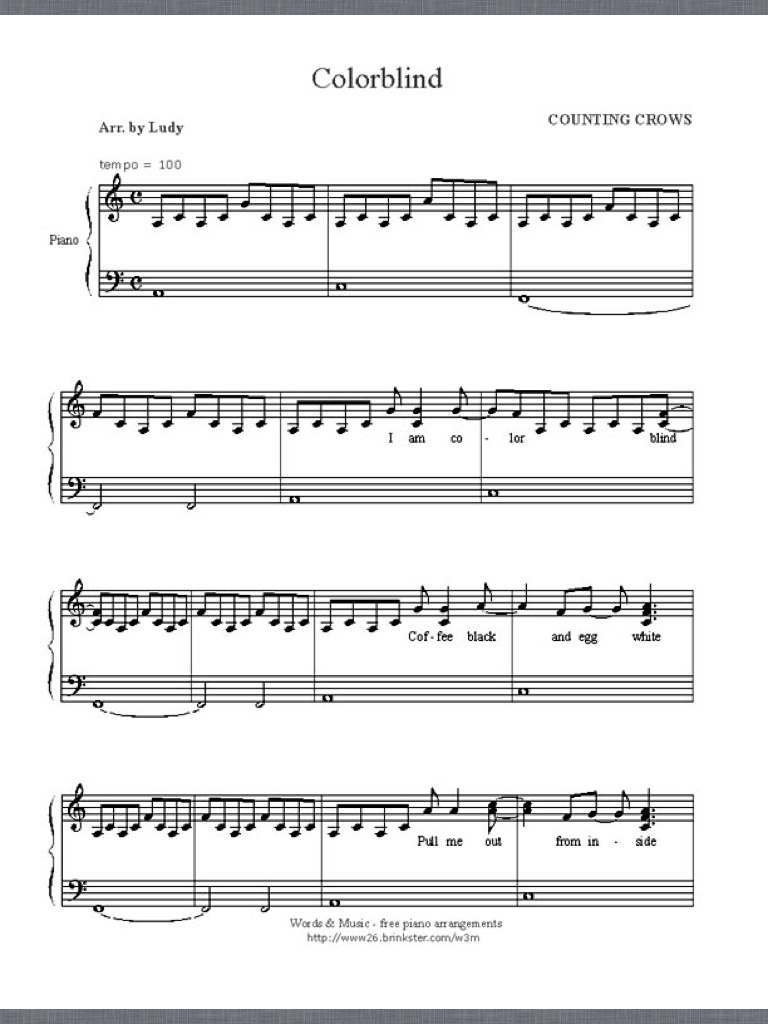 Colorblind
COUNTING CROWS
Arr. by Ludy
tempo = 100
Piano
I am co - lor blind
Cof-fee black and egg white
Pull me out from in - side
Words & Music - free piano arrangements
http://www26.brinkster.com/w3m